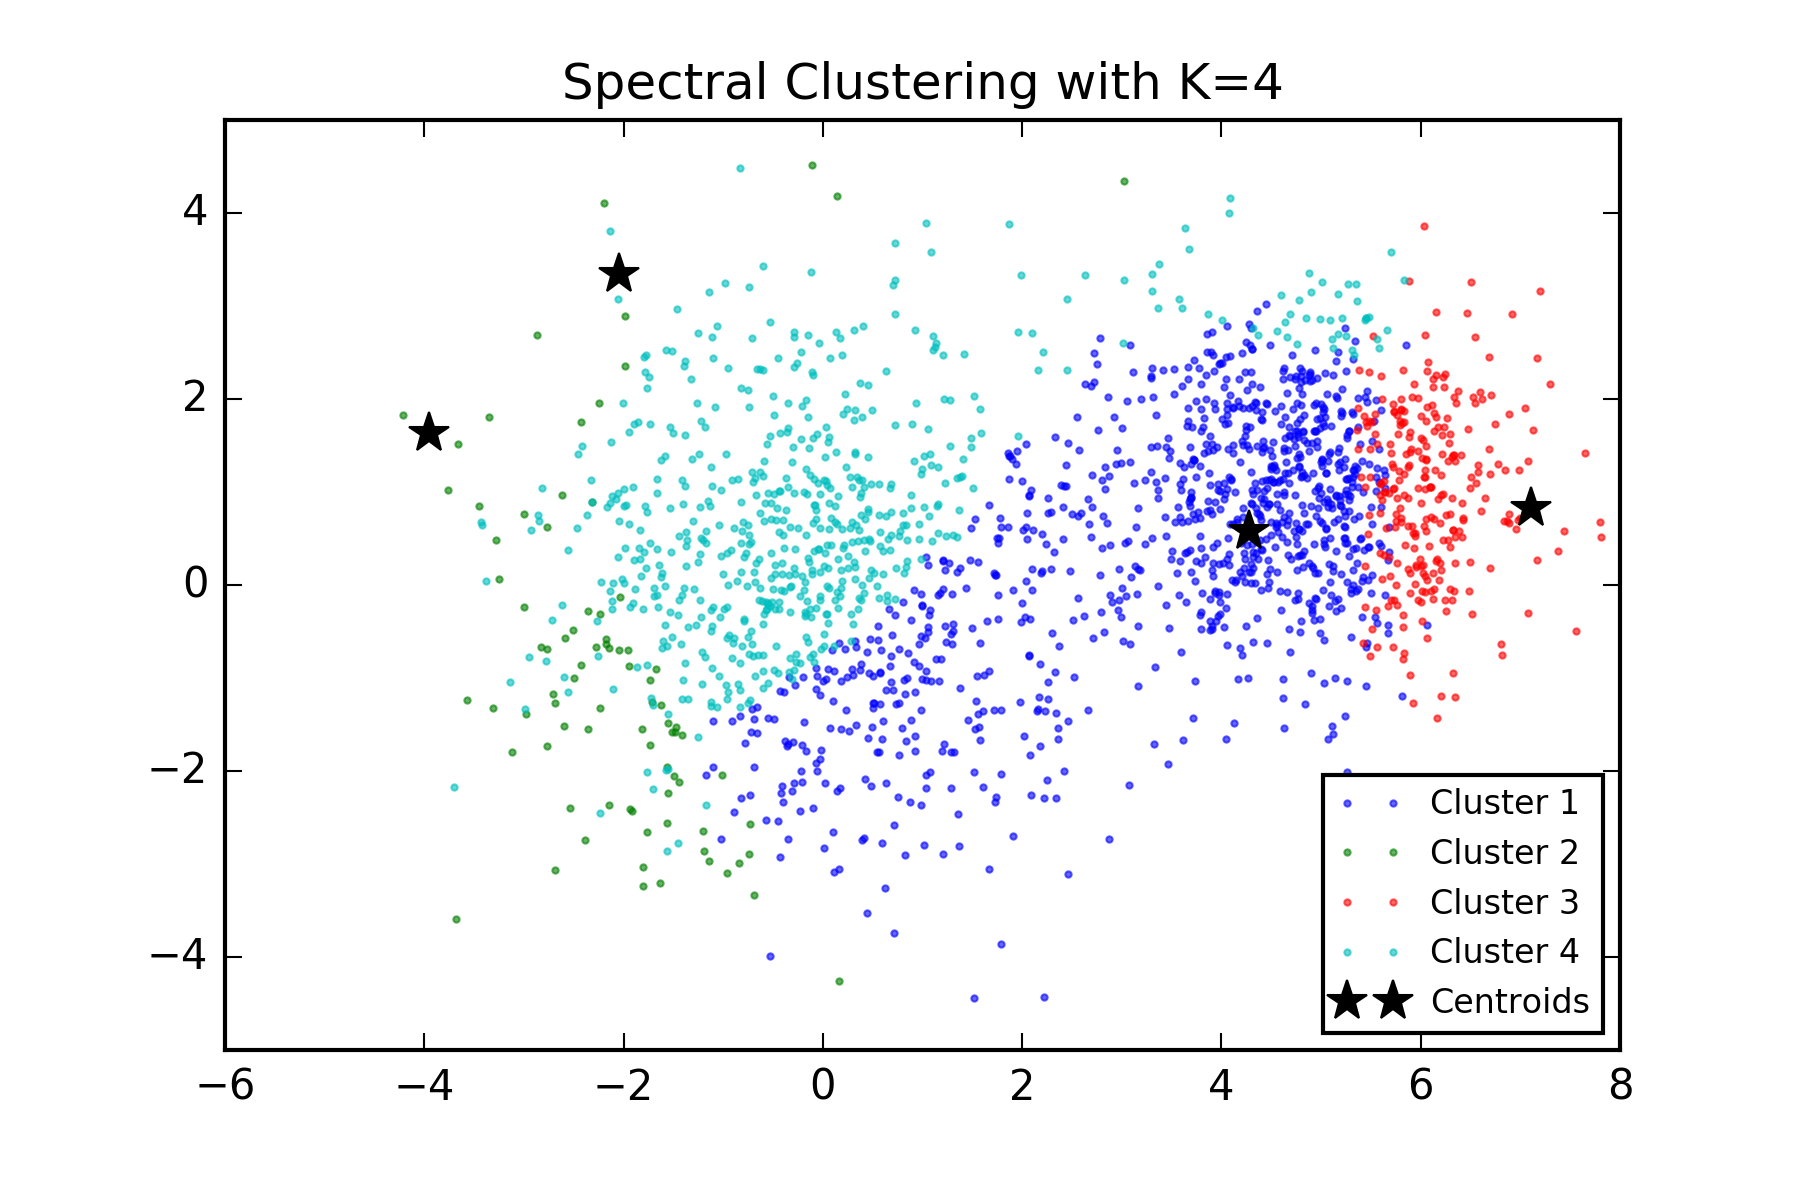 Spectral Clustering with K=4
4
2
0
−2
−4
−6 −4 −2 0 2 4 6 8
Cluster 1
Cluster 2
Cluster 3
Cluster 4
Centroids